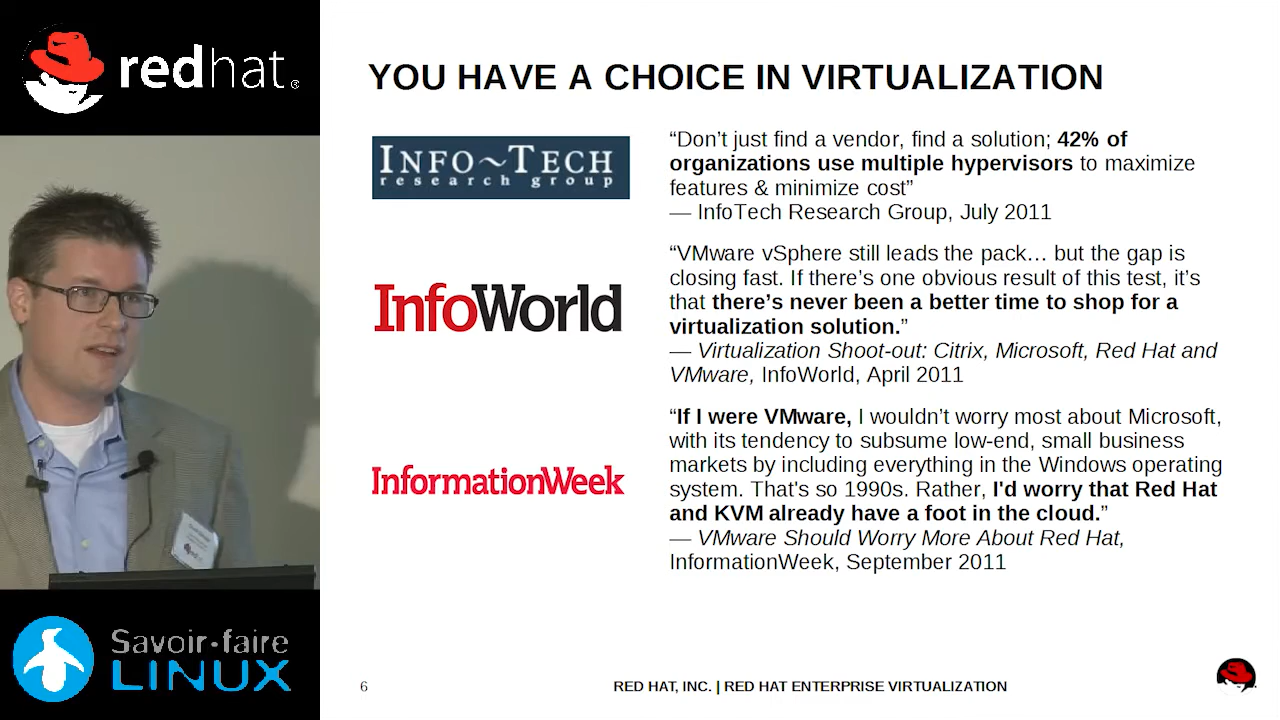 redhat®
YOU HAVE A CHOICE IN VIRTUALIZATION
INFO~TECH
research group
“Don’t just find a vendor, find a solution; 42% of
organizations use multiple hypervisors to maximize
features & minimize cost”
— InfoTech Research Group, July 2011
InfoWorld
“VMware vSphere still leads the pack… but the gap is
closing fast. If there’s one obvious result of this test, it’s
that there’s never been a better time to shop for a
virtualization solution.”
— Virtualization Shoot-out: Citrix, Microsoft, Red Hat and
VMware, InfoWorld, April 2011
InformationWeek
“If I were VMware, I wouldn’t worry most about Microsoft,
with its tendency to subsume low-end, small business
markets by including everything in the Windows operating
system. That's so 1990s. Rather, I'd worry that Red Hat
and KVM already have a foot in the cloud.”
— VMware Should Worry More About Red Hat,
InformationWeek, September 2011
redhat
Savoir-faire
LINUX
6
RED HAT, INC. | RED HAT ENTERPRISE VIRTUALIZATION